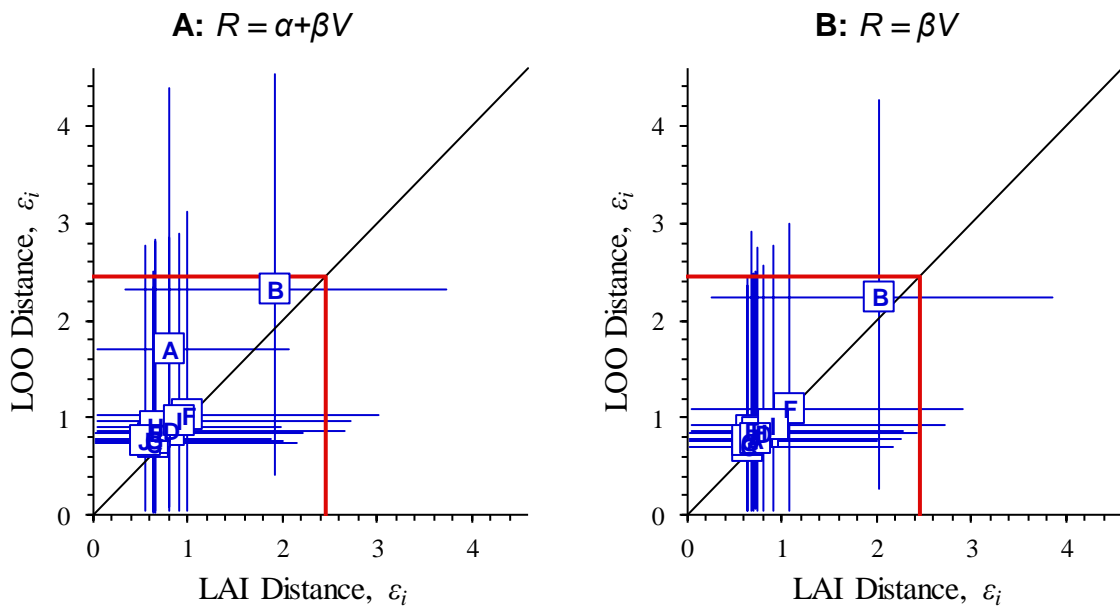 A: R = α+βV
B: R = βV
LOO Distance, εᵢ
4
3
2
1
0
B
A
H
I
F
D
J
0
1
2
3
4
LAI Distance, εᵢ
LOO Distance, εᵢ
4
3
2
1
0
B
F
I
D
0
1
2
3
4
LAI Distance, εᵢ